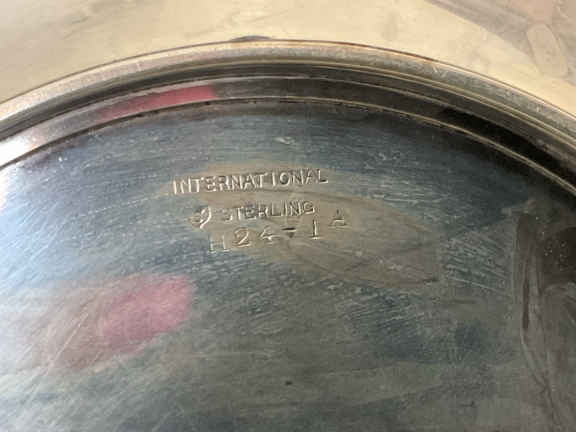 INTERNATIONAL
STERLING
H24-1A